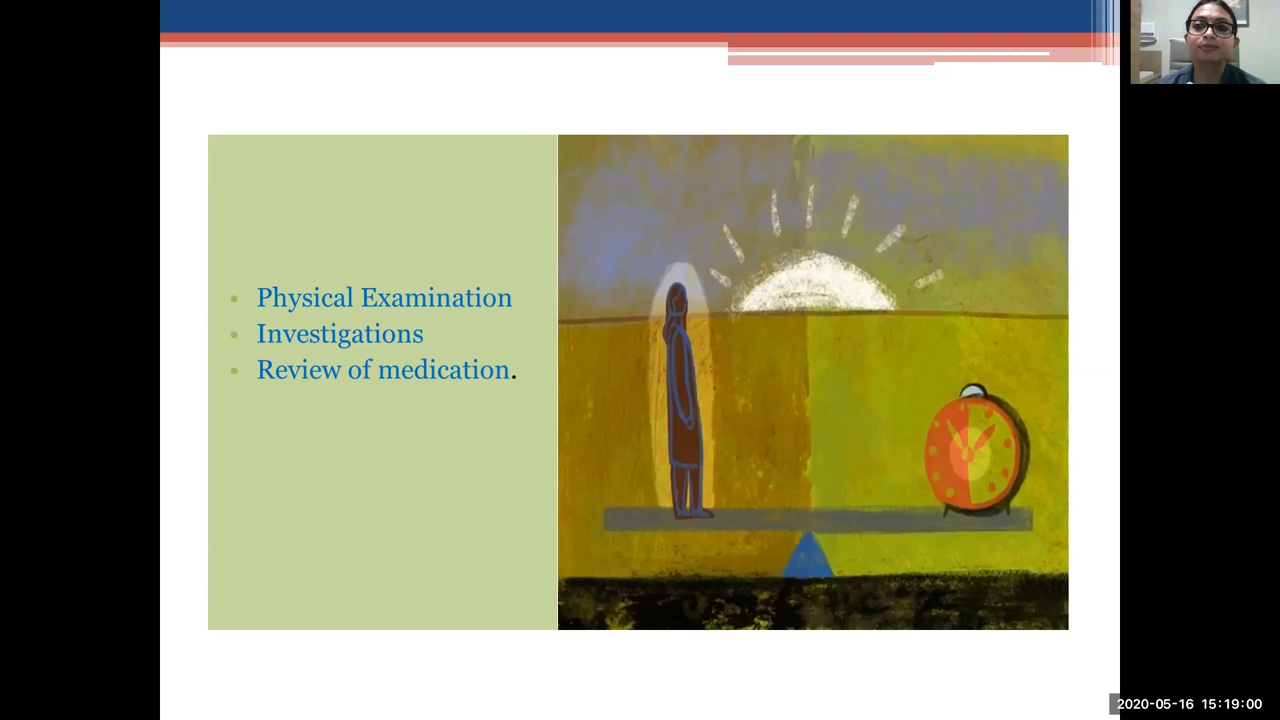 • Physical Examination
• Investigations
• Review of medication.
2020-05-16 15:19:00